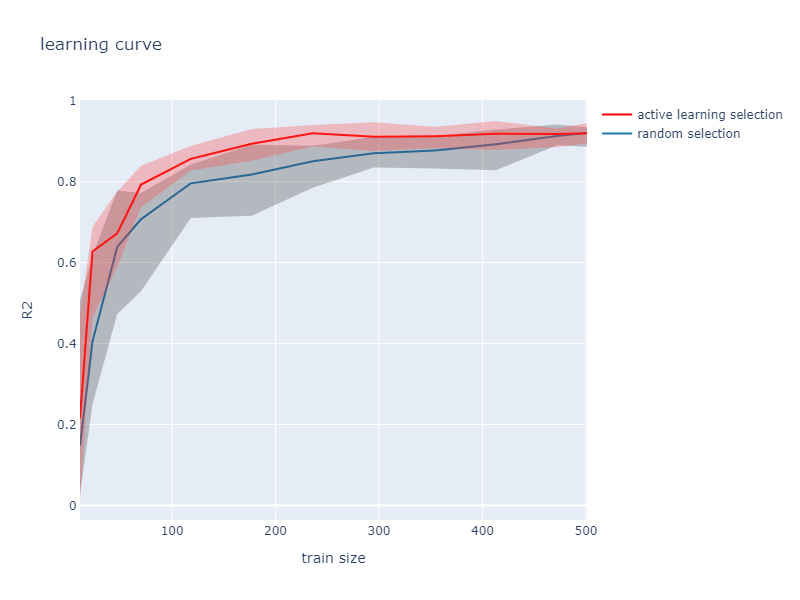 learning curve
active learning selection
random selection
1
0.8
0.6
0.4
0.2
0
R2
100
200
300
400
500
train size